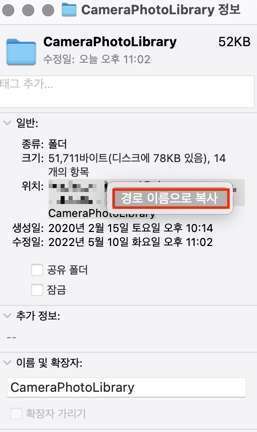 CameraPhotoLibrary 정보
CameraPhotoLibrary 52KB
수정일: 오늘 오후 11:02
태그 추가...
일반:
종류: 폴더
크기: 51,711바이트(디스크에 78KB 있음), 14
개의 항목
위치:
경로 이름으로 복사
CameraPhotoLibrary
생성일: 2020년 2월 15일 토요일 오후 10:14
수정일: 2022년 5월 10일 화요일 오후 11:02
공유 폴더
잠금
추가 정보:
--
이름 및 확장자:
CameraPhotoLibrary
확장자 가리기